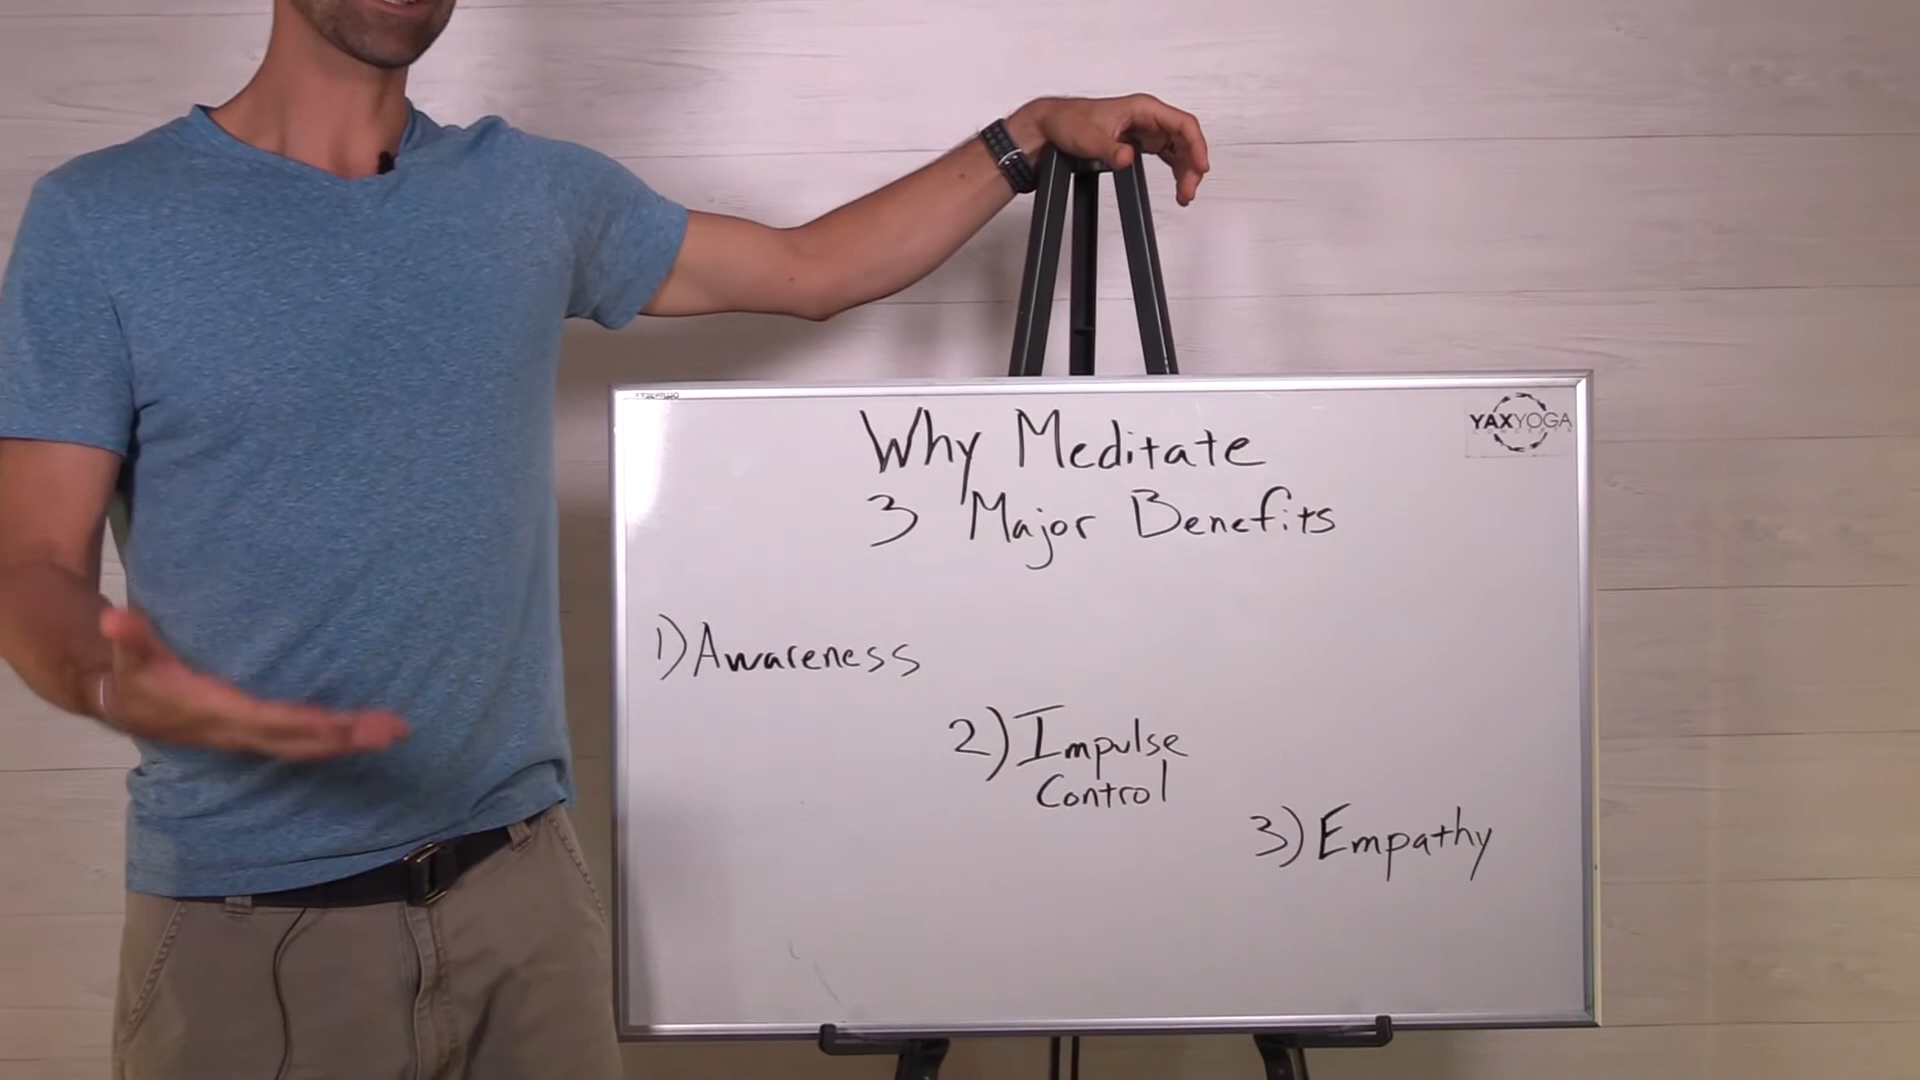 Why Meditate
3 Major Benefits
YAXYOGA
1) Awareness
2) Impulse
Control
3) Empathy